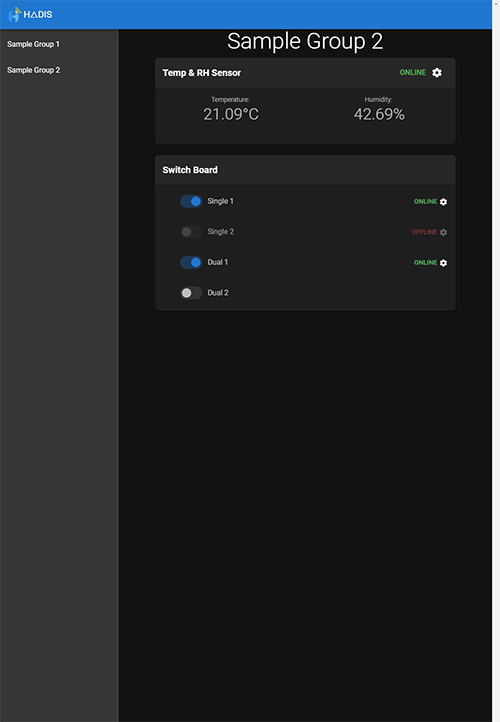 HΔDIS
Sample Group 1
Sample Group 2
Sample Group 2
Temp & RH Sensor ONLINE
Temperature: Humidity:
21.09°C 42.69%
Switch Board
Single 1 ONLINE
Single 2 OFFLINE
Dual 1 ONLINE
Dual 2